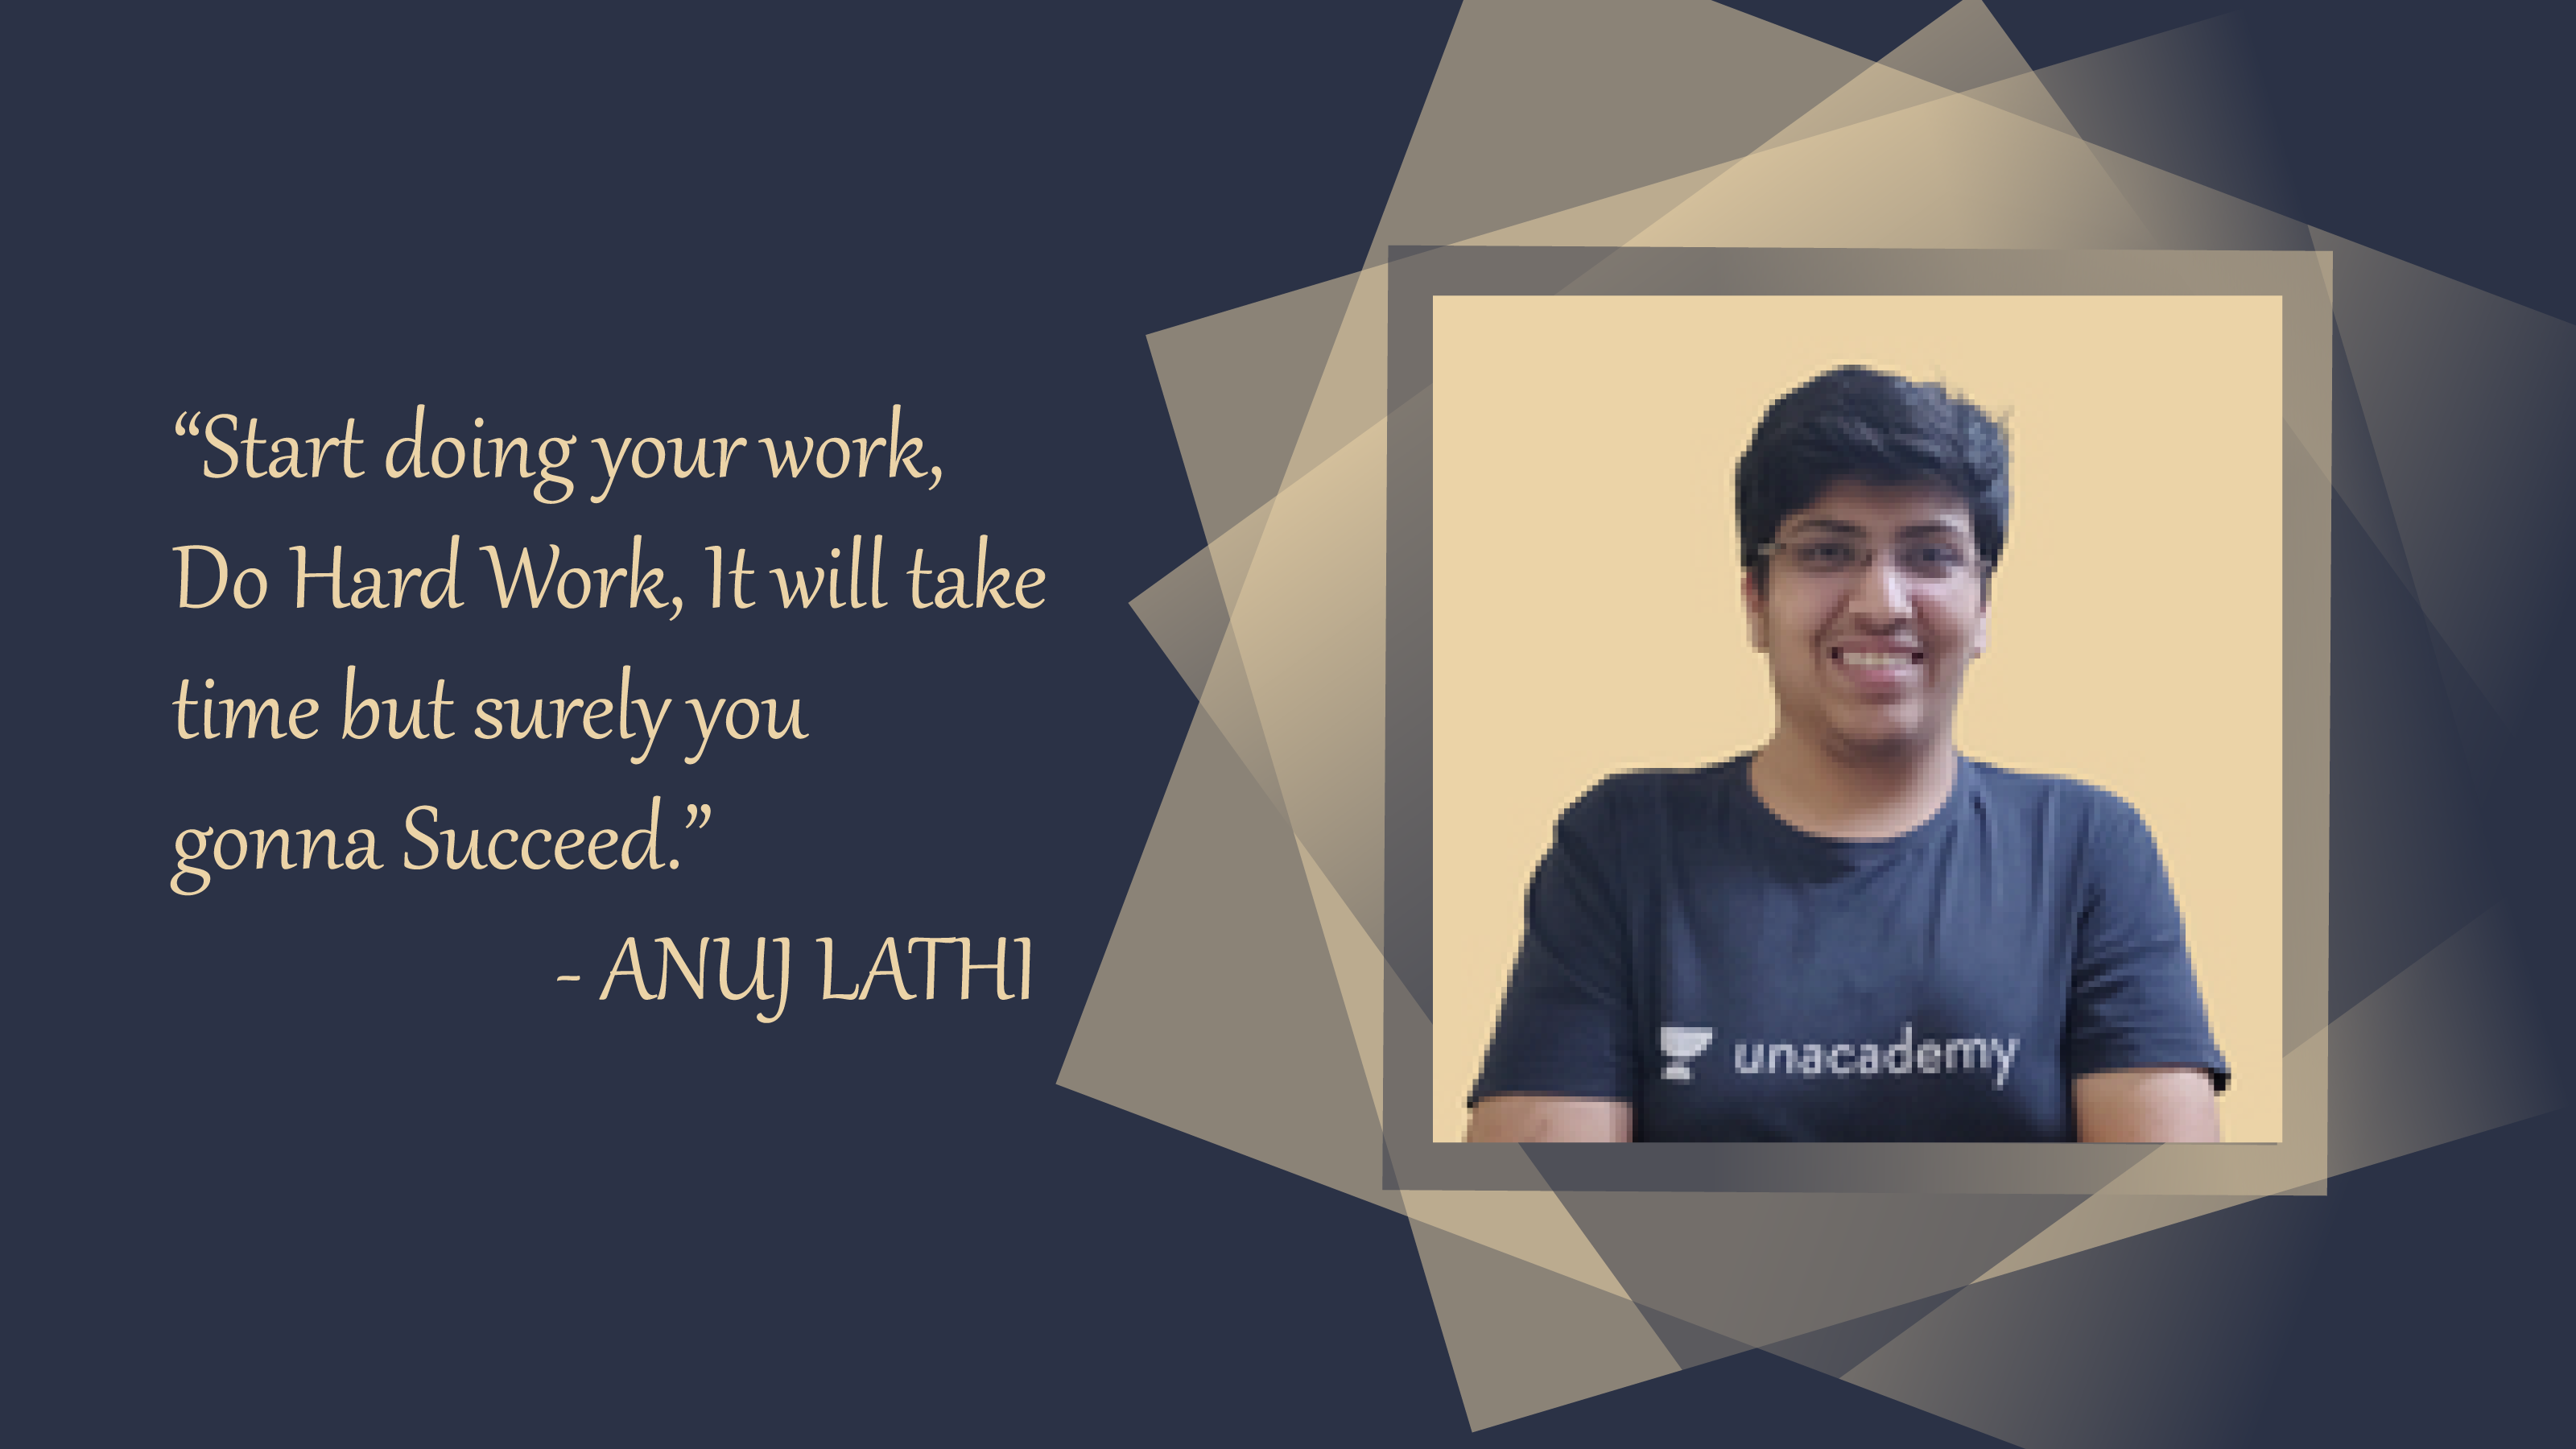 “Start doing your work,
Do Hard Work, It will take
time but surely you
gonna Succeed.”
- ANUJ LATHI
unacademy